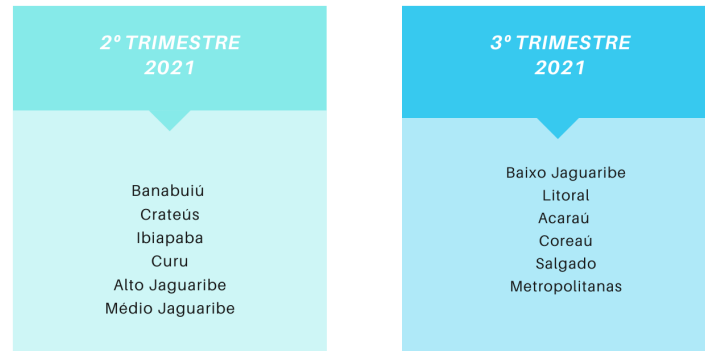 2º TRIMESTRE
2021
Banabuiú
Crateús
Ibiapaba
Curu
Alto Jaguaribe
Médio Jaguaribe
3º TRIMESTRE
2021
Baixo Jaguaribe
Litoral
Acaraú
Coreaú
Salgado
Metropolitanas